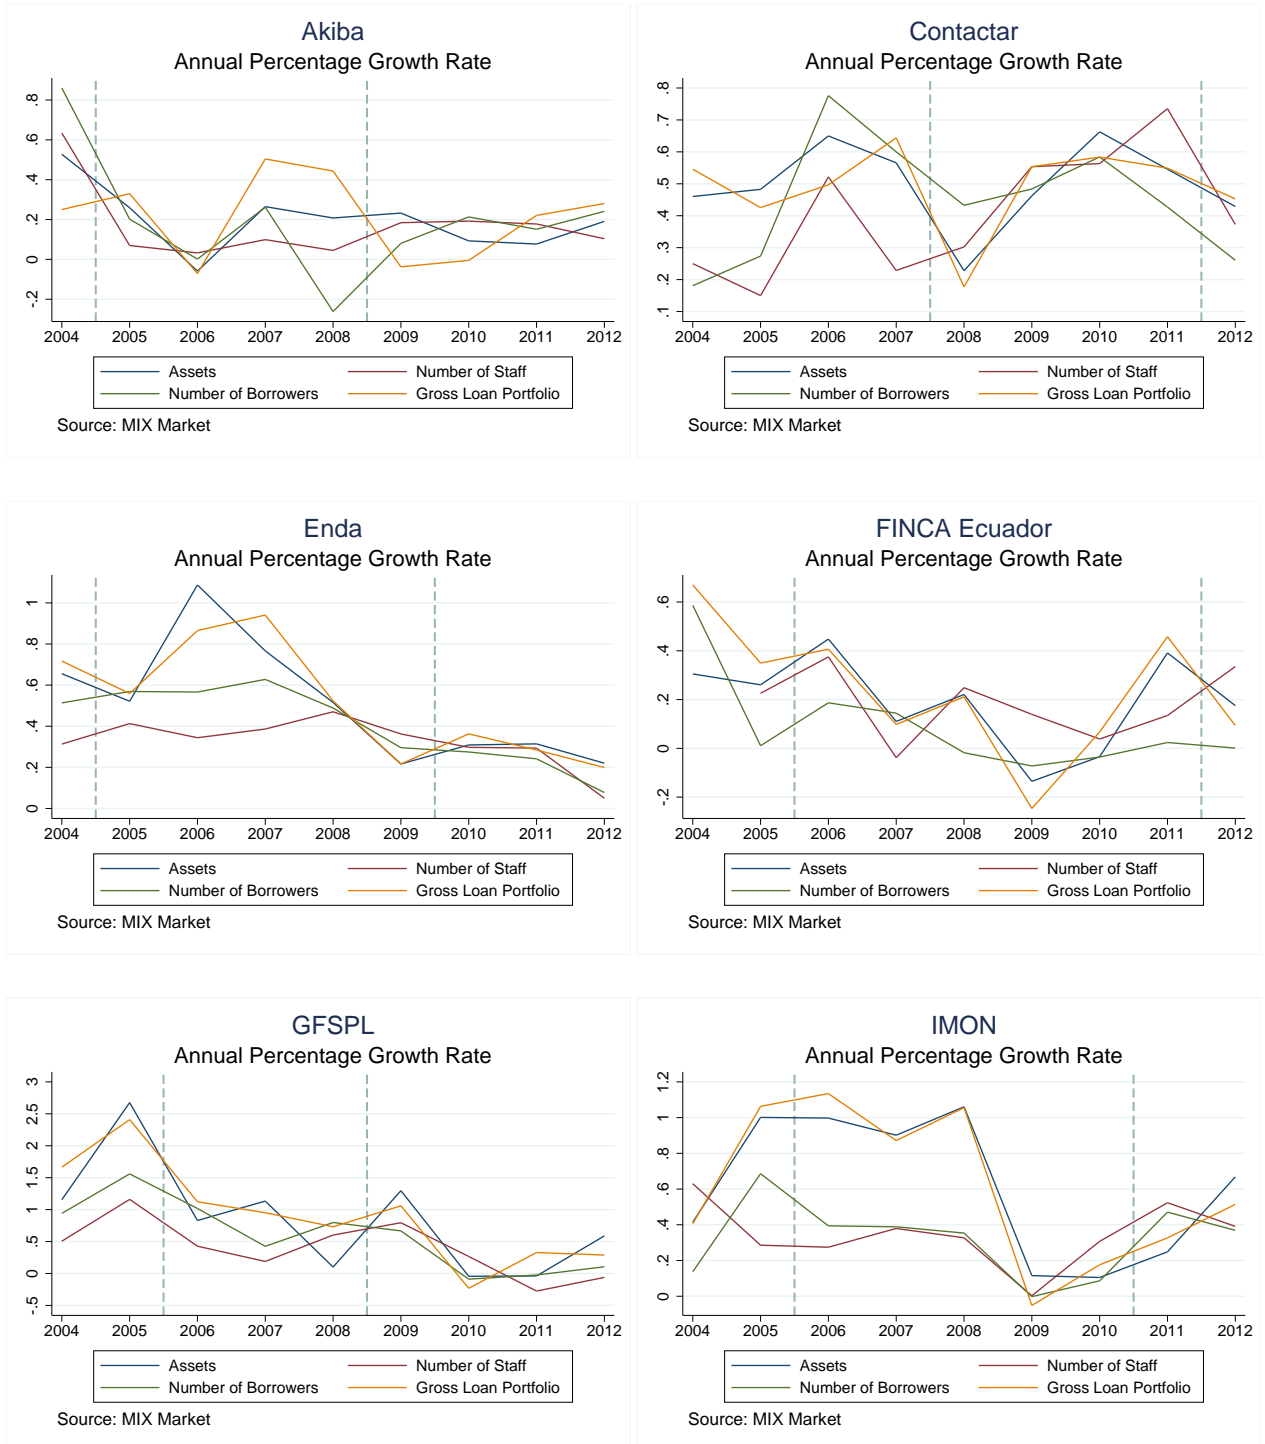 Akiba
Annual Percentage Growth Rate
.8
.6
.4
.2
0
-.2
2004 2005 2006 2007 2008 2009 2010 2011 2012
Assets Number of Staff
Number of Borrowers Gross Loan Portfolio
Source: MIX Market
Contactar
Annual Percentage Growth Rate
.8
.7
.6
.5
.4
.3
.2
.1
2004 2005 2006 2007 2008 2009 2010 2011 2012
Assets Number of Staff
Number of Borrowers Gross Loan Portfolio
Source: MIX Market
Enda
Annual Percentage Growth Rate
1
.8
.6
.4
.2
0
2004 2005 2006 2007 2008 2009 2010 2011 2012
Assets Number of Staff
Number of Borrowers Gross Loan Portfolio
Source: MIX Market
FINCA Ecuador
Annual Percentage Growth Rate
.6
.4
.2
0
-.2
2004 2005 2006 2007 2008 2009 2010 2011 2012
Assets Number of Staff
Number of Borrowers Gross Loan Portfolio
Source: MIX Market
GFSPL
Annual Percentage Growth Rate
3
2.5
2
1.5
1
.5
0
-.5
2004 2005 2006 2007 2008 2009 2010 2011 2012
Assets Number of Staff
Number of Borrowers Gross Loan Portfolio
Source: MIX Market
IMON
Annual Percentage Growth Rate
1.2
1
.8
.6
.4
.2
0
2004 2005 2006 2007 2008 2009 2010 2011 2012
Assets Number of Staff
Number of Borrowers Gross Loan Portfolio
Source: MIX Market